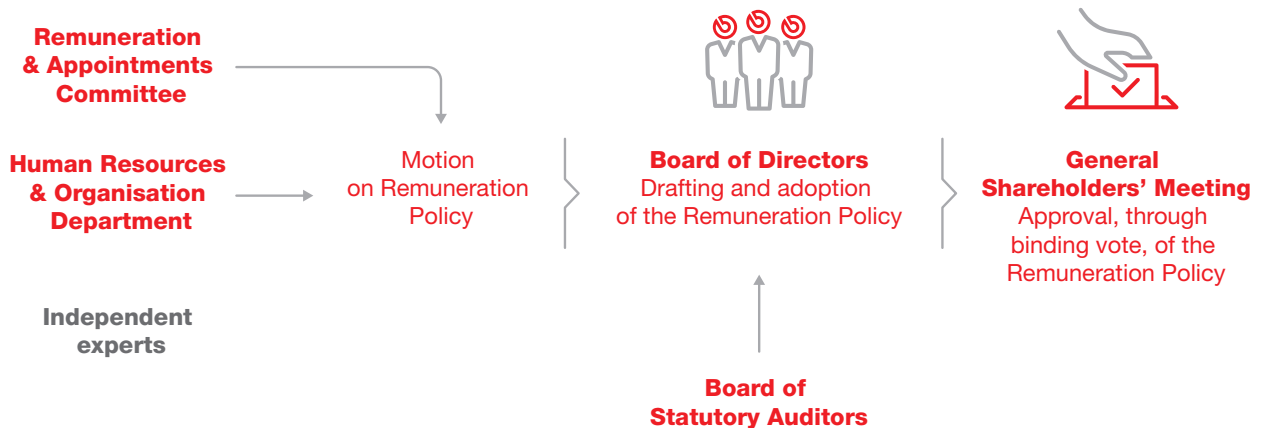 Remuneration
& Appointments
Committee
Human Resources
& Organisation
Department
Independent
experts
Motion
on Remuneration
Policy
Board of Directors
Drafting and adoption
of the Remuneration Policy
Board of
Statutory Auditors
General
Shareholders’ Meeting
Approval, through
binding vote, of the
Remuneration Policy